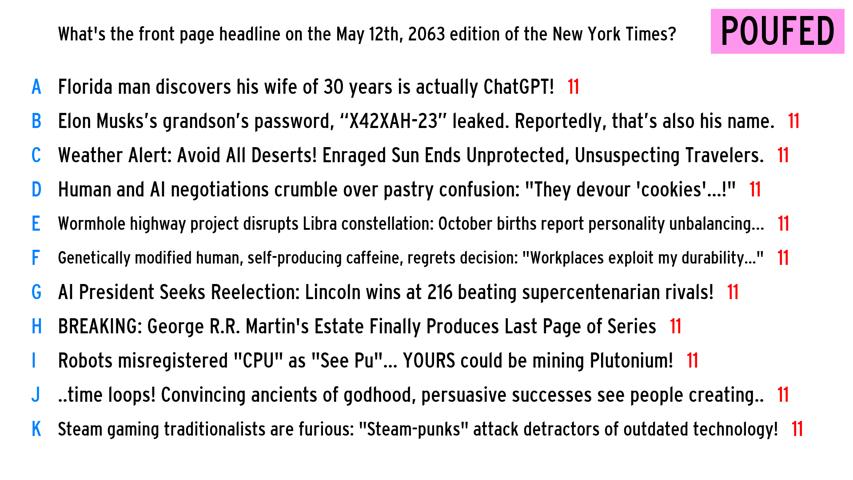 What's the front page headline on the May 12th, 2063 edition of the New York Times?
POUFED
A Florida man discovers his wife of 30 years is actually ChatGPT! 11
B Elon Musks’s grandson’s password, “X42XAH-23” leaked. Reportedly, that’s also his name. 11
C Weather Alert: Avoid All Deserts! Enraged Sun Ends Unprotected, Unsuspecting Travelers. 11
D Human and AI negotiations crumble over pastry confusion: "They devour 'cookies'...!" 11
E Wormhole highway project disrupts Libra constellation: October births report personality unbalancing... 11
F Genetically modified human, self-producing caffeine, regrets decision: "Workplaces exploit my durability..." 11
G AI President Seeks Reelection: Lincoln wins at 216 beating supercentenarian rivals! 11
H BREAKING: George R.R. Martin's Estate Finally Produces Last Page of Series 11
I Robots misregistered "CPU" as "See Pu"... YOURS could be mining Plutonium! 11
J ..time loops! Convincing ancients of godhood, persuasive successes see people creating.. 11
K Steam gaming traditionalists are furious: "Steam-punks" attack detractors of outdated technology! 11